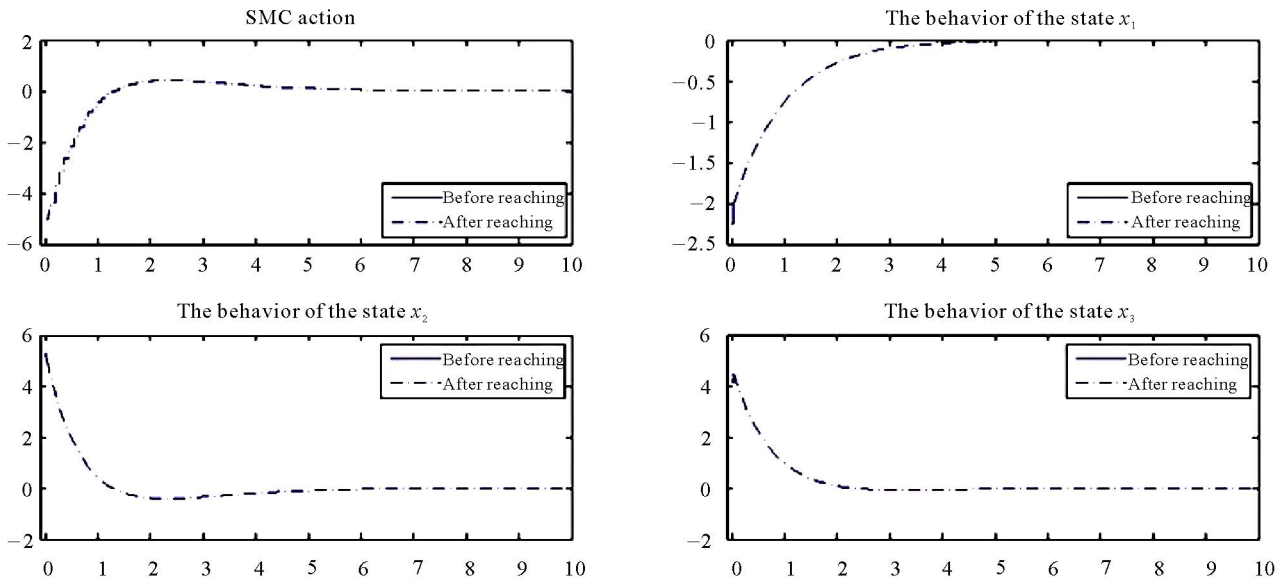 SMC action
2
0
−2
−4
−6
Before reaching
After reaching
0 1 2 3 4 5 6 7 8 9 10
The behavior of the state x₁
0
−0.5
−1
−1.5
−2
−2.5
Before reaching
After reaching
0 1 2 3 4 5 6 7 8 9 10
The behavior of the state x₂
6
4
2
0
−2
Before reaching
After reaching
0 1 2 3 4 5 6 7 8 9 10
The behavior of the state x₃
6
4
2
0
−2
Before reaching
After reaching
0 1 2 3 4 5 6 7 8 9 10